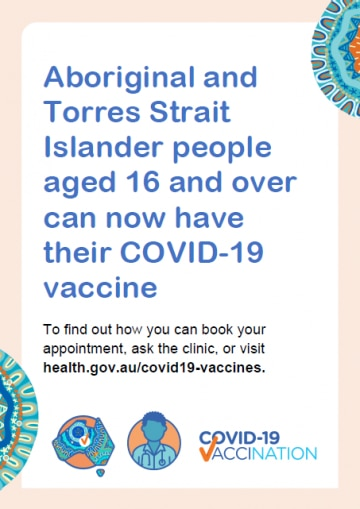 Aboriginal and
Torres Strait
Islander people
aged 16 and over
can now have
their COVID-19
vaccine
To find out how you can book your
appointment, ask the clinic, or visit
health.gov.au/covid19-vaccines.
COVID-19
VACCINATION